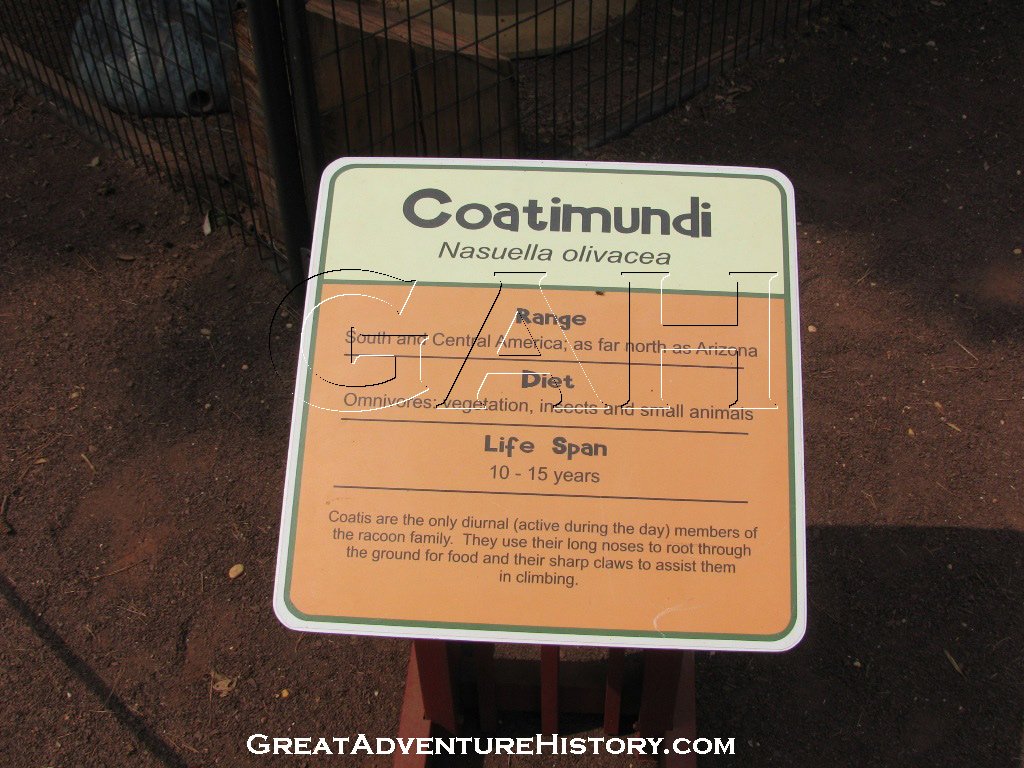 Coatimundi
Nasuella olivacea
GAH
Range
South and Central America; as far north as Arizona
Diet
Omnivores: vegetation, insects and small animals
Life Span
10 - 15 years
Coatis are the only diurnal (active during the day) members of
the racoon family. They use their long noses to root through
the ground for food and their sharp claws to assist them
in climbing.
GREATADVENTUREHISTORY.COM